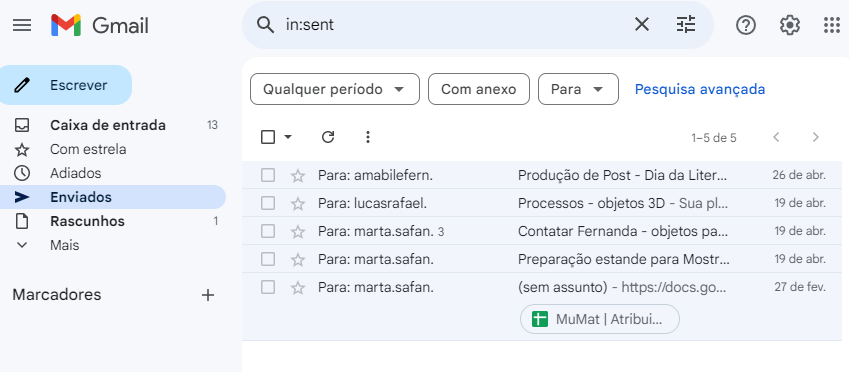 Gmail
in:sent
Escrever
Caixa de entrada 13
Com estrela
Adiados
Enviados
Rascunhos 1
Mais
Marcadores
Qualquer período Com anexo Para Pesquisa avançada
1–5 de 5
Para: amabilefern. Produção de Post - Dia da Liter... 26 de abr.
Para: lucasrafael. Processos - objetos 3D - Sua pl... 19 de abr.
Para: marta.safan. 3 Contatar Fernanda - objetos pa... 19 de abr.
Para: marta.safan. Preparação estande para Mostr... 19 de abr.
Para: marta.safan. (sem assunto) - https://docs.go... 27 de fev.
MuMat | Atribui...